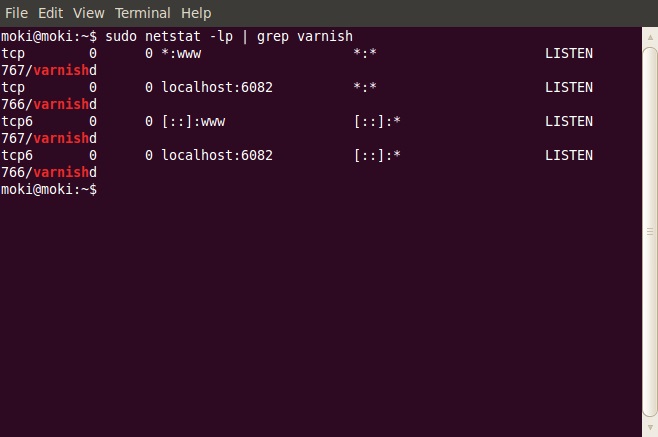 File Edit View Terminal Help
moki@moki:~$ sudo netstat -lp | grep varnish
tcp        0      0 *:www                   *:*                     LISTEN
767/varnishd
tcp        0      0 localhost:6082          *:*                     LISTEN
766/varnishd
tcp6       0      0 [::]:www                [::]:*                  LISTEN
767/varnishd
tcp6       0      0 localhost:6082          [::]:*                  LISTEN
766/varnishd
moki@moki:~$